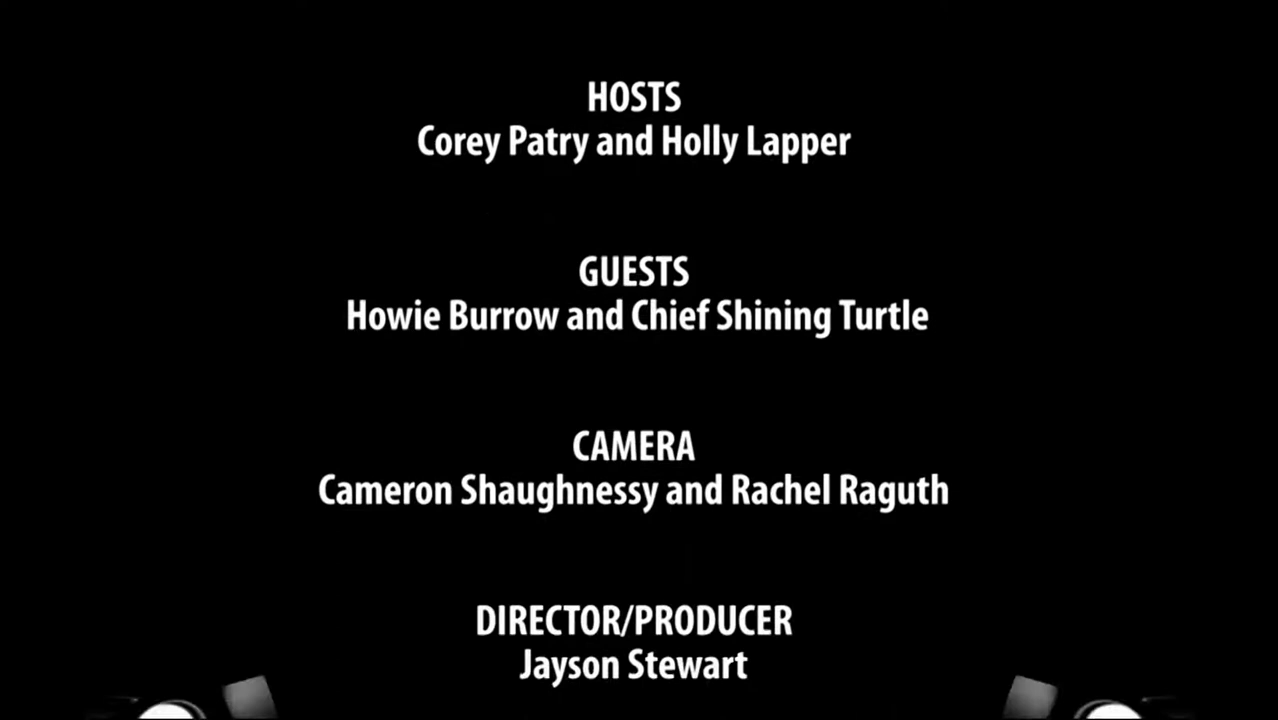 HOSTS
Corey Patry and Holly Lapper
GUESTS
Howie Burrow and Chief Shining Turtle
CAMERA
Cameron Shaughnessy and Rachel Raguth
DIRECTOR/PRODUCER
Jayson Stewart